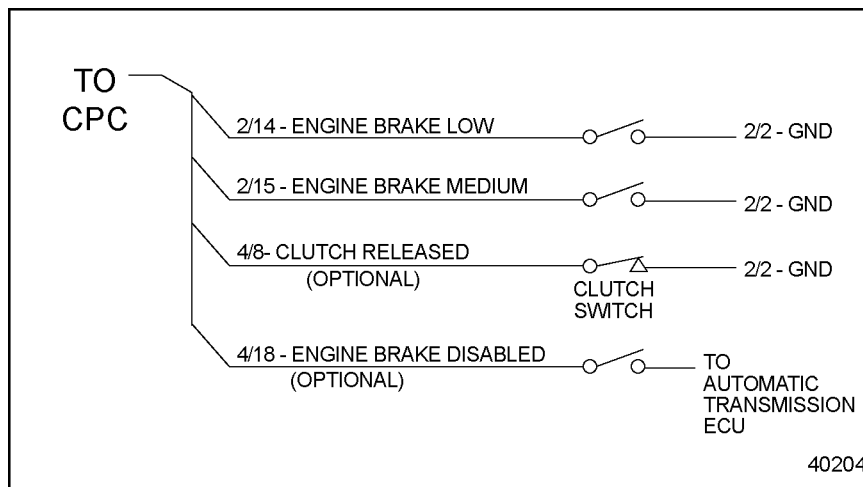 TO
CPC
2/14 - ENGINE BRAKE LOW
2/2 - GND
2/15 - ENGINE BRAKE MEDIUM
2/2 - GND
4/8- CLUTCH RELEASED
(OPTIONAL)
2/2 - GND
CLUTCH
SWITCH
4/18 - ENGINE BRAKE DISABLED
(OPTIONAL)
TO
AUTOMATIC
TRANSMISSION
ECU
40204